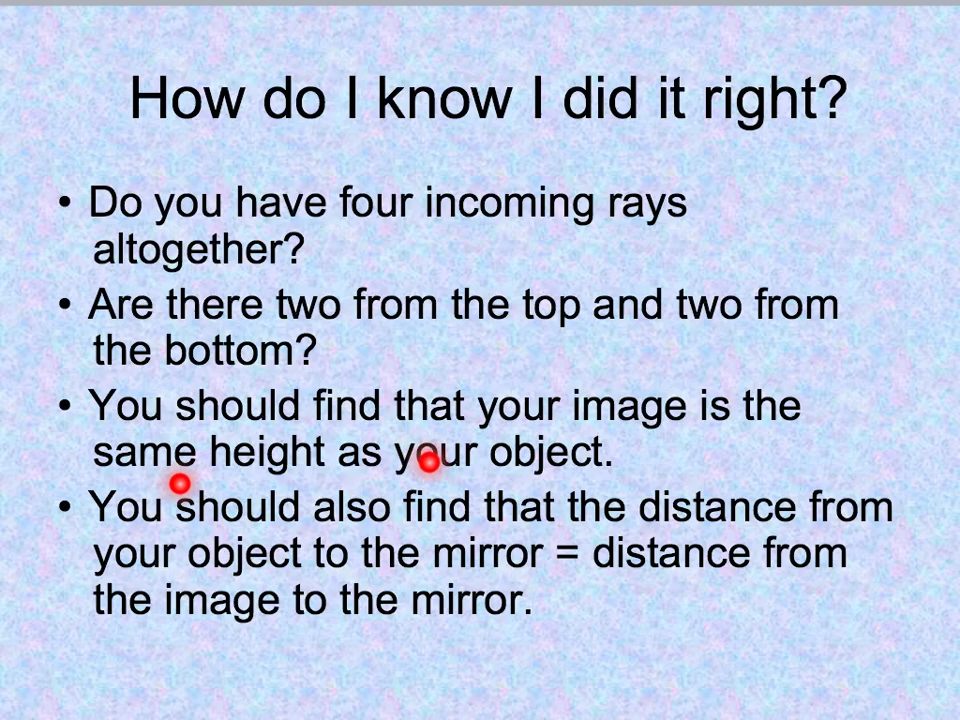 How do I know I did it right?
• Do you have four incoming rays
altogether?
• Are there two from the top and two from
the bottom?
• You should find that your image is the
same height as your object.
• You should also find that the distance from
your object to the mirror = distance from
the image to the mirror.